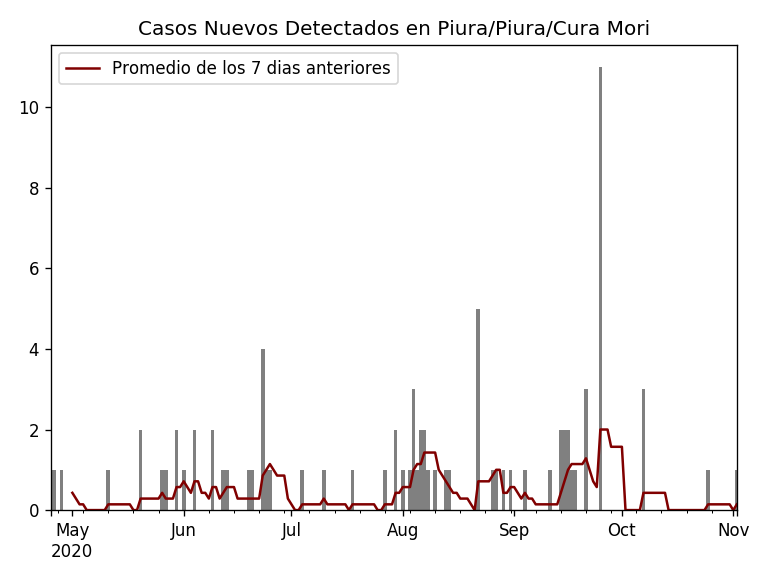 Casos Nuevos Detectados en Piura/Piura/Cura Mori
Promedio de los 7 dias anteriores
10
8
6
4
2
0
May Jun Jul Aug Sep Oct Nov
2020